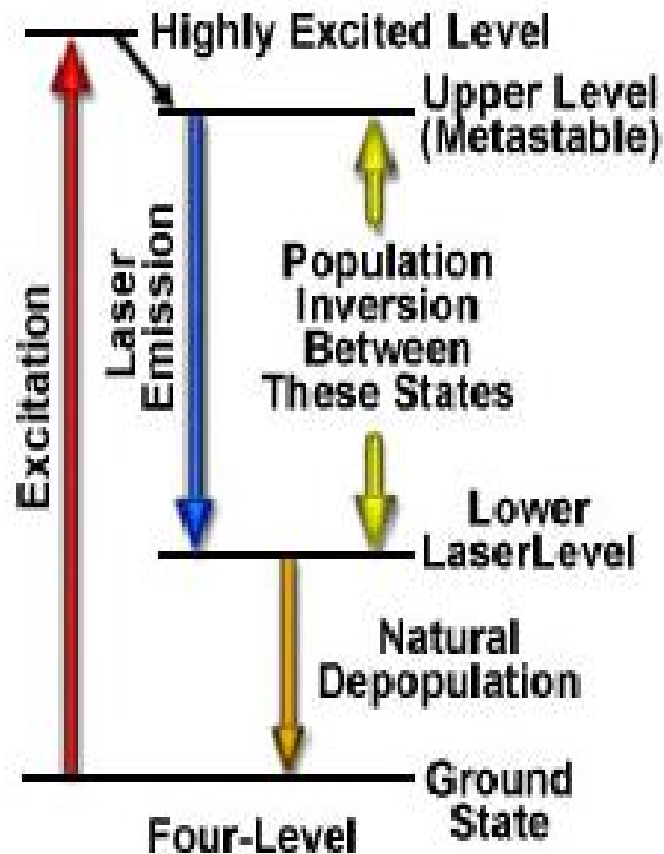 Highly Excited Level
Upper Level
(Metastable)
Excitation
Laser
Emission
Population
Inversion
Between
These States
Lower
LaserLevel
Natural
Depopulation
Ground
State
Four-Level